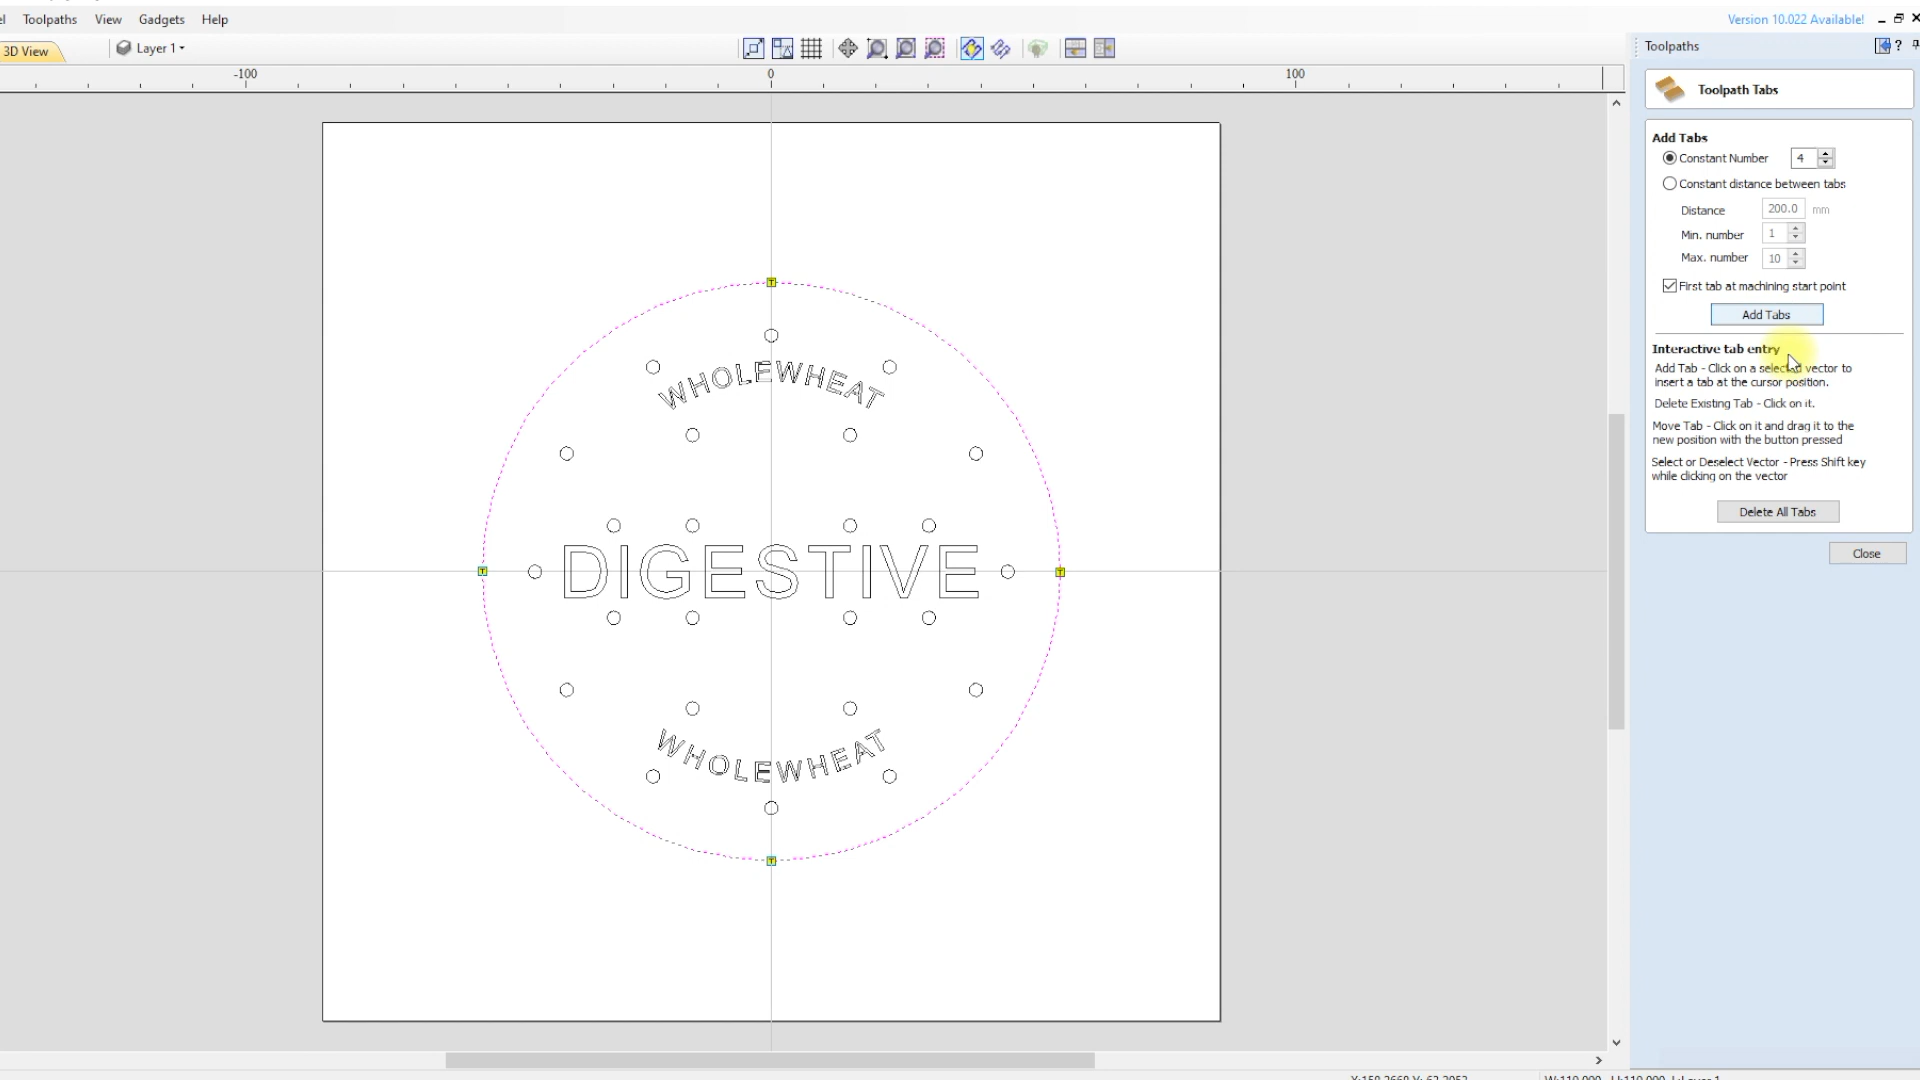 Toolpaths View Gadgets Help
Version 10.022 Available!
3D View Layer 1
Toolpaths
-100 0 100
Toolpath Tabs
Add Tabs
Constant Number 4
Constant distance between tabs
Distance 200.0 mm
Min. number 1
Max. number 10
First tab at machining start point
Add Tabs
Interactive tab entry
Add Tab - Click on a selected vector to
insert a tab at the cursor position.
Delete Existing Tab - Click on it.
Move Tab - Click on it and drag it to the
new position with the button pressed
Select or Deselect Vector - Press Shift key
while clicking on the vector
Delete All Tabs
Close
T
WHOLEWHEAT
T DIGESTIVE T
WHOLEWHEAT
T